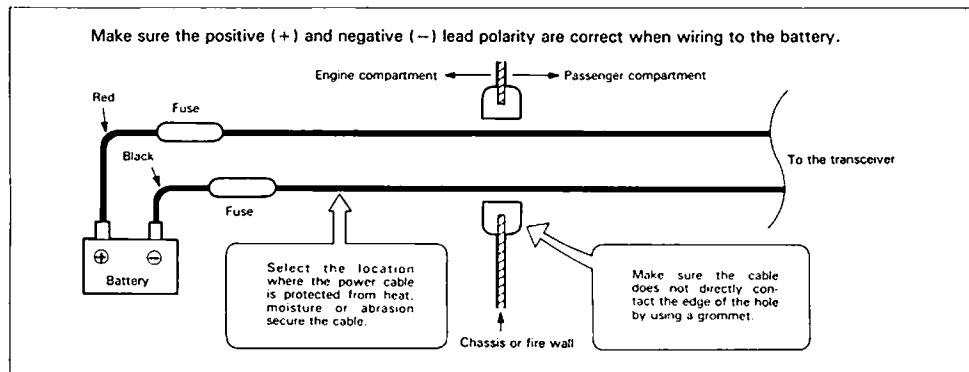 Make sure the positive (+) and negative (−) lead polarity are correct when wiring to the battery.
Engine compartment
Passenger compartment
Red
Fuse
Black
To the transceiver
Fuse
⊕ ⊖
Battery
Select the location
where the power cable
is protected from heat,
moisture or abrasion
secure the cable.
Make sure the cable
does not directly con-
tact the edge of the hole
by using a grommet.
Chassis or fire wall